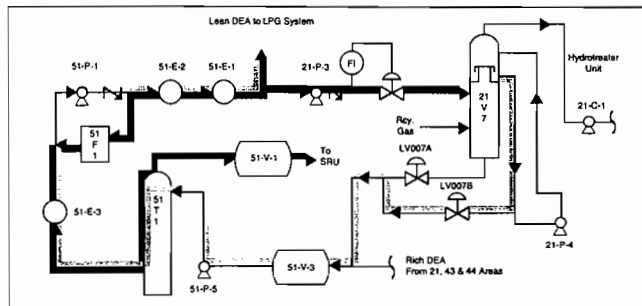 Lean DEA to LPG System
51-P-1
51-E-2
51-E-1
21-P-3
FI
21
V
7
Hydrotreater
Unit
21-C-1
51
F
1
Rcy.
Gas
To
SRU
51-V-1
LV007A
LV007B
51-E-3
51
T
1
21-P-4
51-P-5
51-V-3
Rich DEA
From 21, 43 & 44 Areas